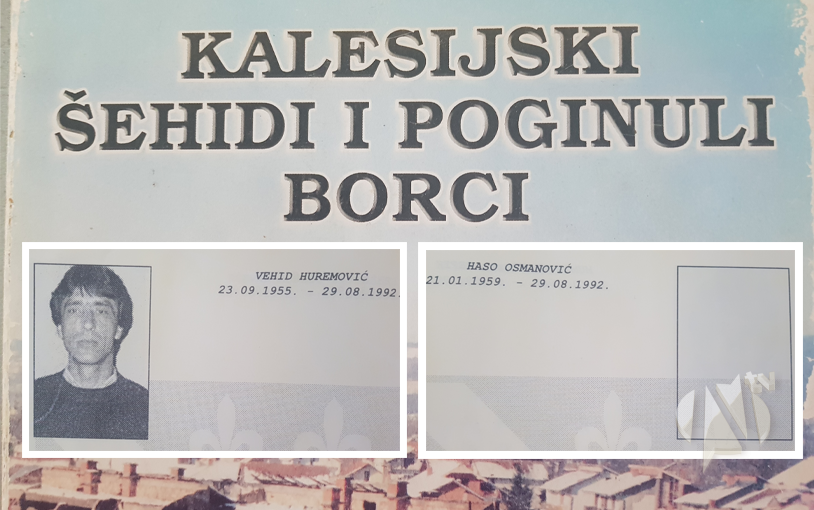 KALESIJSKI
ŠEHIDI I POGINULI
BORCI
VEHID HUREMOVIĆ
23.09.1955. - 29.08.1992.
HASO OSMANOVIĆ
21.01.1959. - 29.08.1992.
NTV